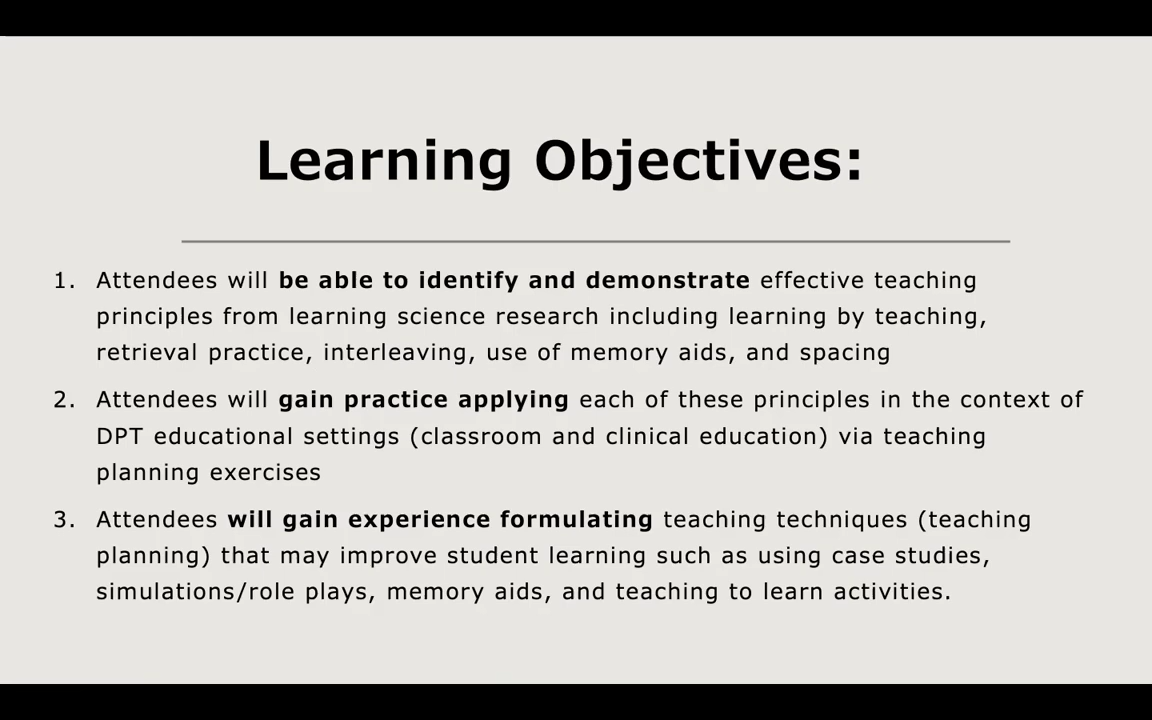 Learning Objectives:
1. Attendees will be able to identify and demonstrate effective teaching
principles from learning science research including learning by teaching,
retrieval practice, interleaving, use of memory aids, and spacing
2. Attendees will gain practice applying each of these principles in the context of
DPT educational settings (classroom and clinical education) via teaching
planning exercises
3. Attendees will gain experience formulating teaching techniques (teaching
planning) that may improve student learning such as using case studies,
simulations/role plays, memory aids, and teaching to learn activities.